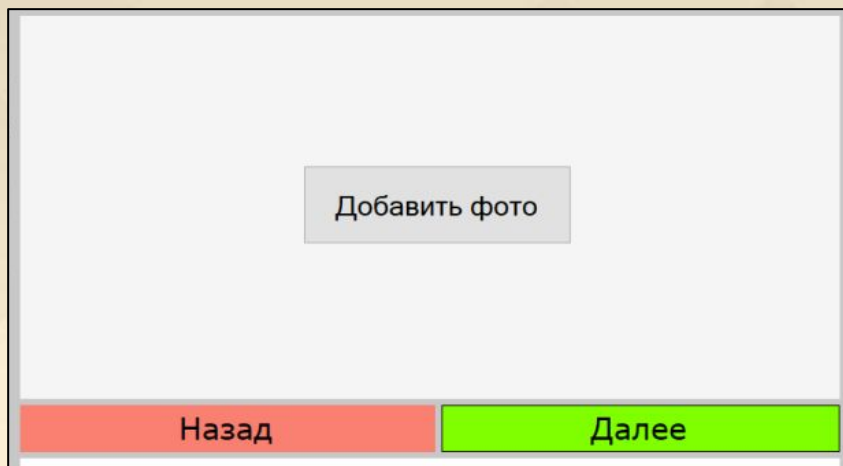 Добавить фото
Назад
Далее